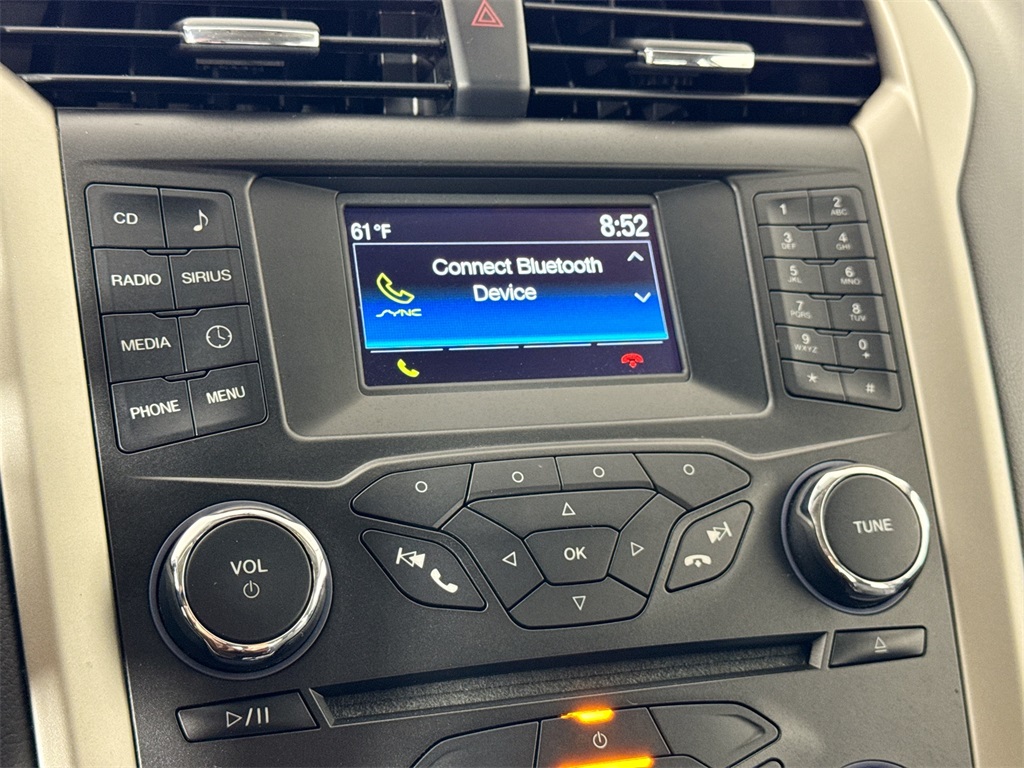 61°F 8:52
Connect Bluetooth
Device
SYNC
CD
RADIO SIRIUS
MEDIA
PHONE MENU
1 2 ABC
3 DEF 4 GHI
5 JKL 6 MNO
7 PQRS 8 TUV
9 WXYZ 0 +
* #
VOL
OK
TUNE